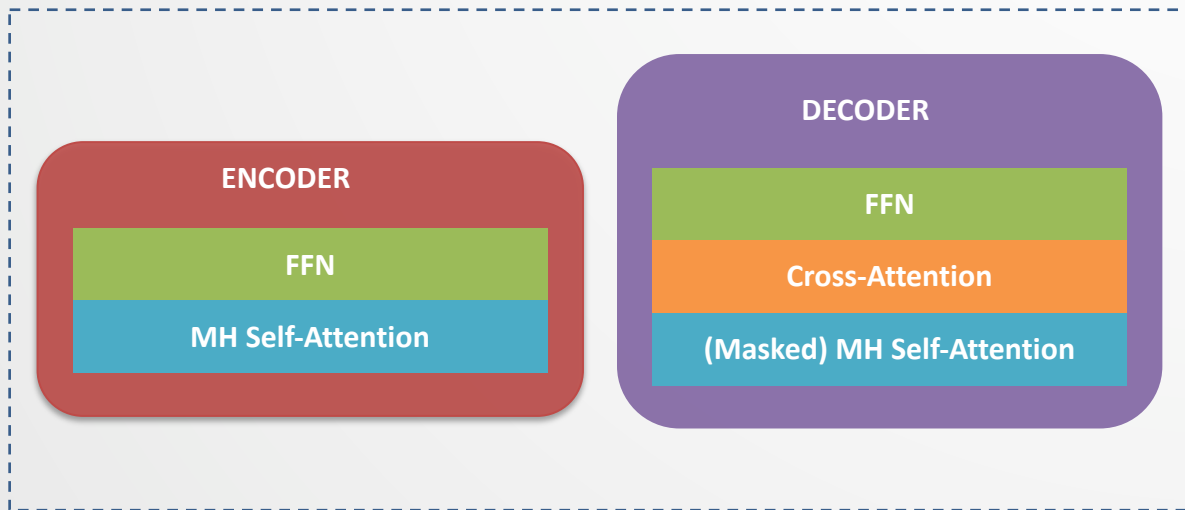 ENCODER
FFN
MH Self-Attention
DECODER
FFN
Cross-Attention
(Masked) MH Self-Attention